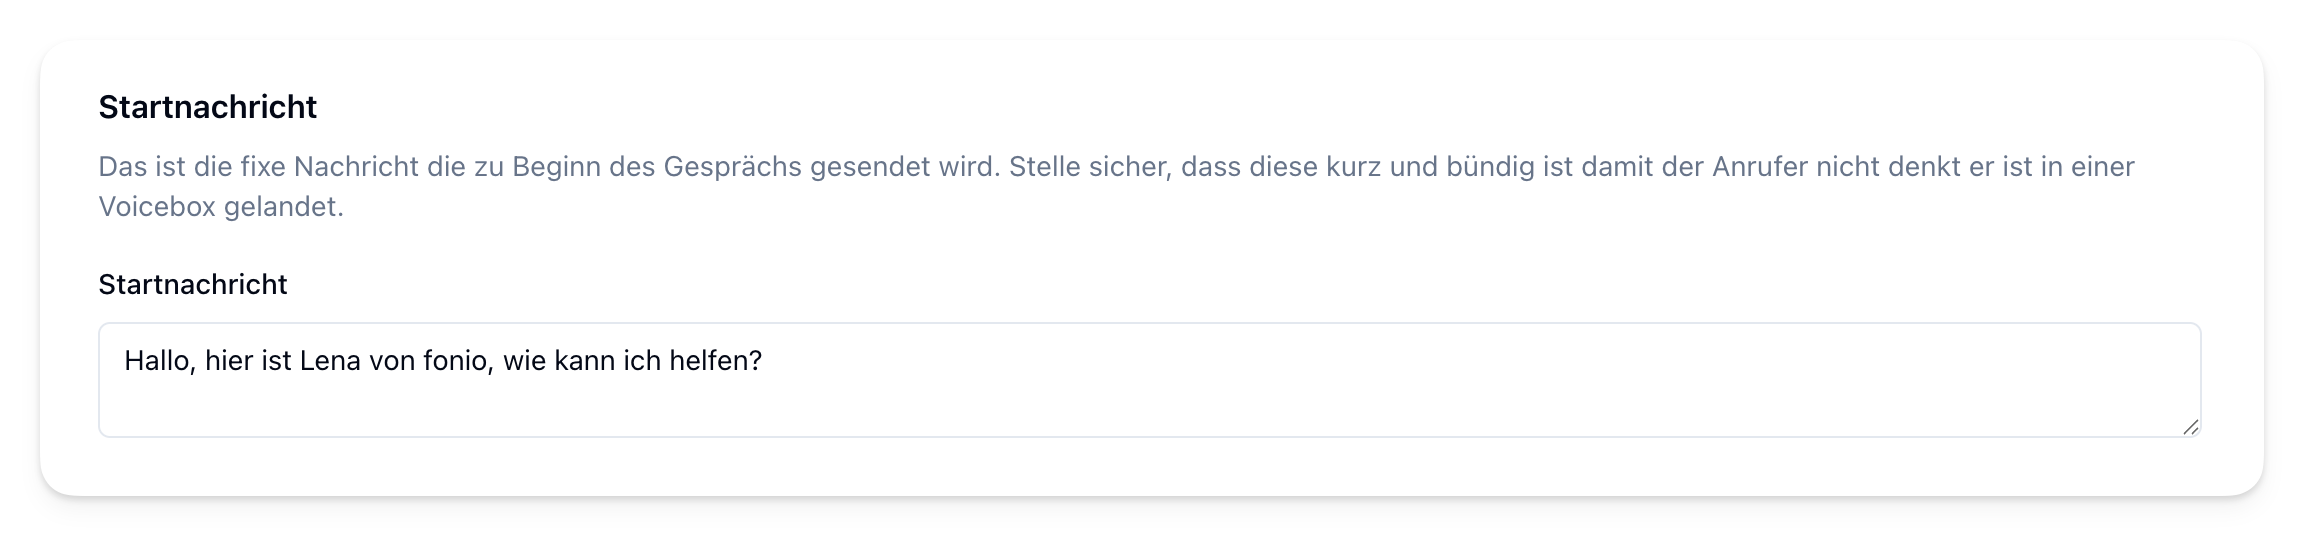 Startnachricht
Das ist die fixe Nachricht die zu Beginn des Gesprächs gesendet wird. Stelle sicher, dass diese kurz und bündig ist damit der Anrufer nicht denkt er ist in einer
Voicebox gelandet.
Startnachricht
Hallo, hier ist Lena von fonio, wie kann ich helfen?